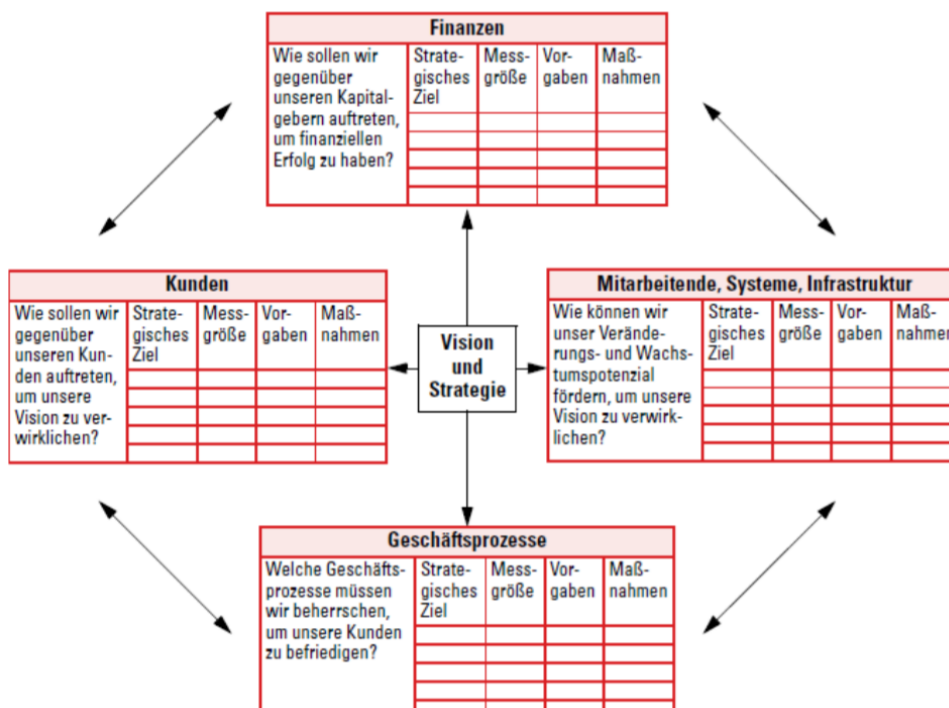 Finanzen
Wie sollen wir
gegenüber
unseren Kapital-
gebern auftreten,
um finanziellen
Erfolg zu haben?
Strate-
gisches
Ziel
Mess-
größe
Vor-
gaben
Maß-
nahmen
Kunden
Wie sollen wir
gegenüber
unseren Kun-
den auftreten,
um unsere
Vision zu ver-
wirklichen?
Strate-
gisches
Ziel
Mess-
größe
Vor-
gaben
Maß-
nahmen
Vision
und
Strategie
Mitarbeitende, Systeme, Infrastruktur
Wie können wir
unser Verände-
rungs- und Wachs-
tumspotenzial
fördern, um unsere
Vision zu verwirk-
lichen?
Strate-
gisches
Ziel
Mess-
größe
Vor-
gaben
Maß-
nahmen
Geschäftsprozesse
Welche Geschäfts-
prozesse müssen
wir beherrschen,
um unsere Kunden
zu befriedigen?
Strate-
gisches
Ziel
Mess-
größe
Vor-
gaben
Maß-
nahmen